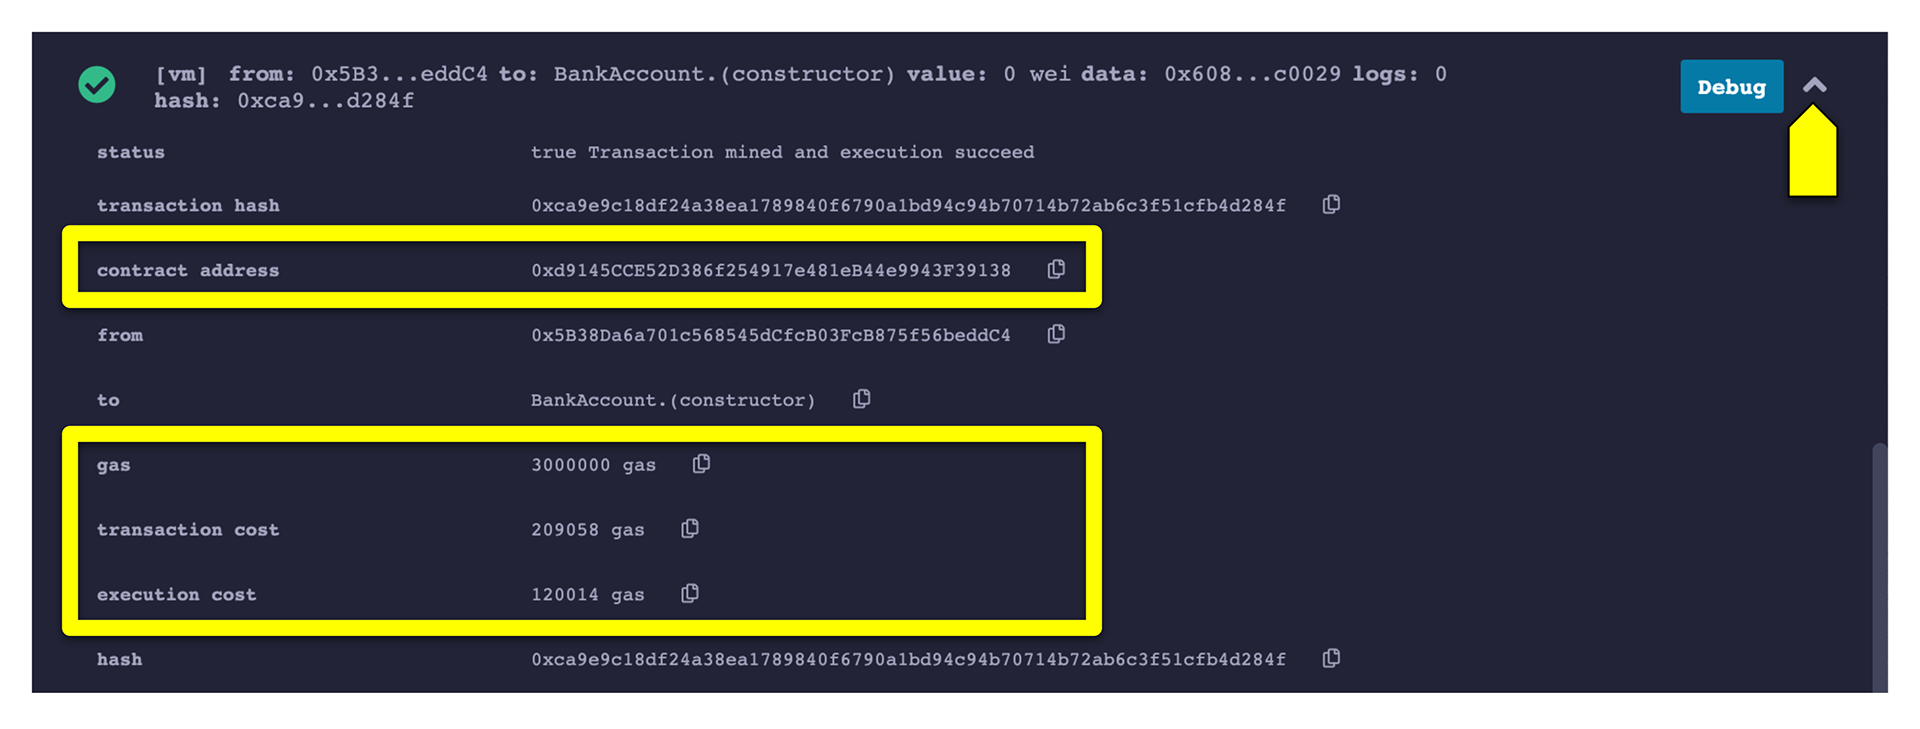 [vm] from: 0x5B3...eddC4 to: BankAccount.(constructor) value: 0 wei data: 0x608...c0029 logs: 0
hash: 0xca9...d284f
Debug
status true Transaction mined and execution succeed
transaction hash 0xca9e9c18df24a38ea1789840f6790a1bd94c94b70714b72ab6c3f51cfb4d284f
contract address 0xd9145CCE52D386f254917e481eB44e9943F39138
from 0x5B38Da6a701c568545dCfcB03FcB875f56beddC4
to BankAccount.(constructor)
gas 3000000 gas
transaction cost 209058 gas
execution cost 120014 gas
hash 0xca9e9c18df24a38ea1789840f6790a1bd94c94b70714b72ab6c3f51cfb4d284f